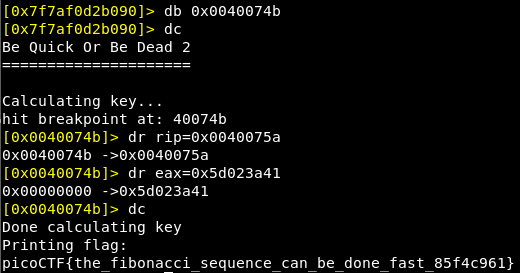 [0x7f7af0d2b090]> db 0x0040074b
[0x7f7af0d2b090]> dc
Be Quick Or Be Dead 2
=====================
Calculating key...
hit breakpoint at: 40074b
[0x0040074b]> dr rip=0x0040075a
0x0040074b ->0x0040075a
[0x0040074b]> dr eax=0x5d023a41
0x00000000 ->0x5d023a41
[0x0040074b]> dc
Done calculating key
Printing flag:
picoCTF{the_fibonacci_sequence_can_be_done_fast_85f4c961}